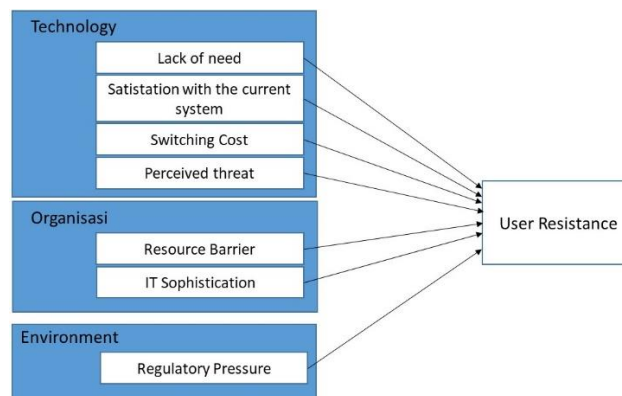 Technology
Lack of need
Satistation with the current
system
Switching Cost
Perceived threat
Organisasi
Resource Barrier
IT Sophistication
Environment
Regulatory Pressure
User Resistance